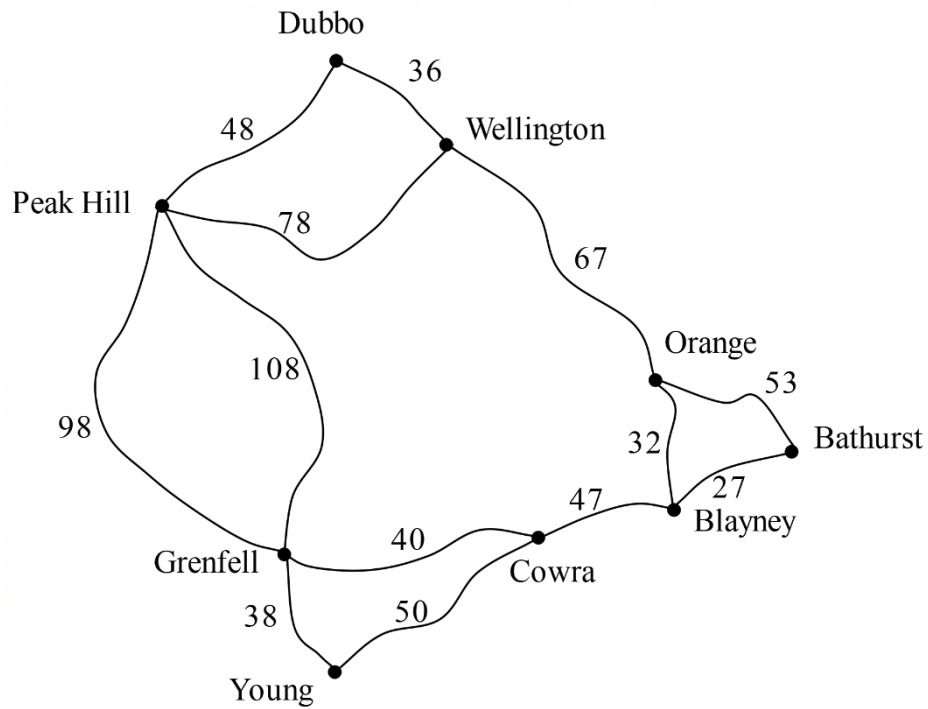 Dubbo
36
48
Wellington
Peak Hill
78
67
Orange
108
53
98
32
Bathurst
27
47
Blayney
40
Grenfell
Cowra
38
50
Young